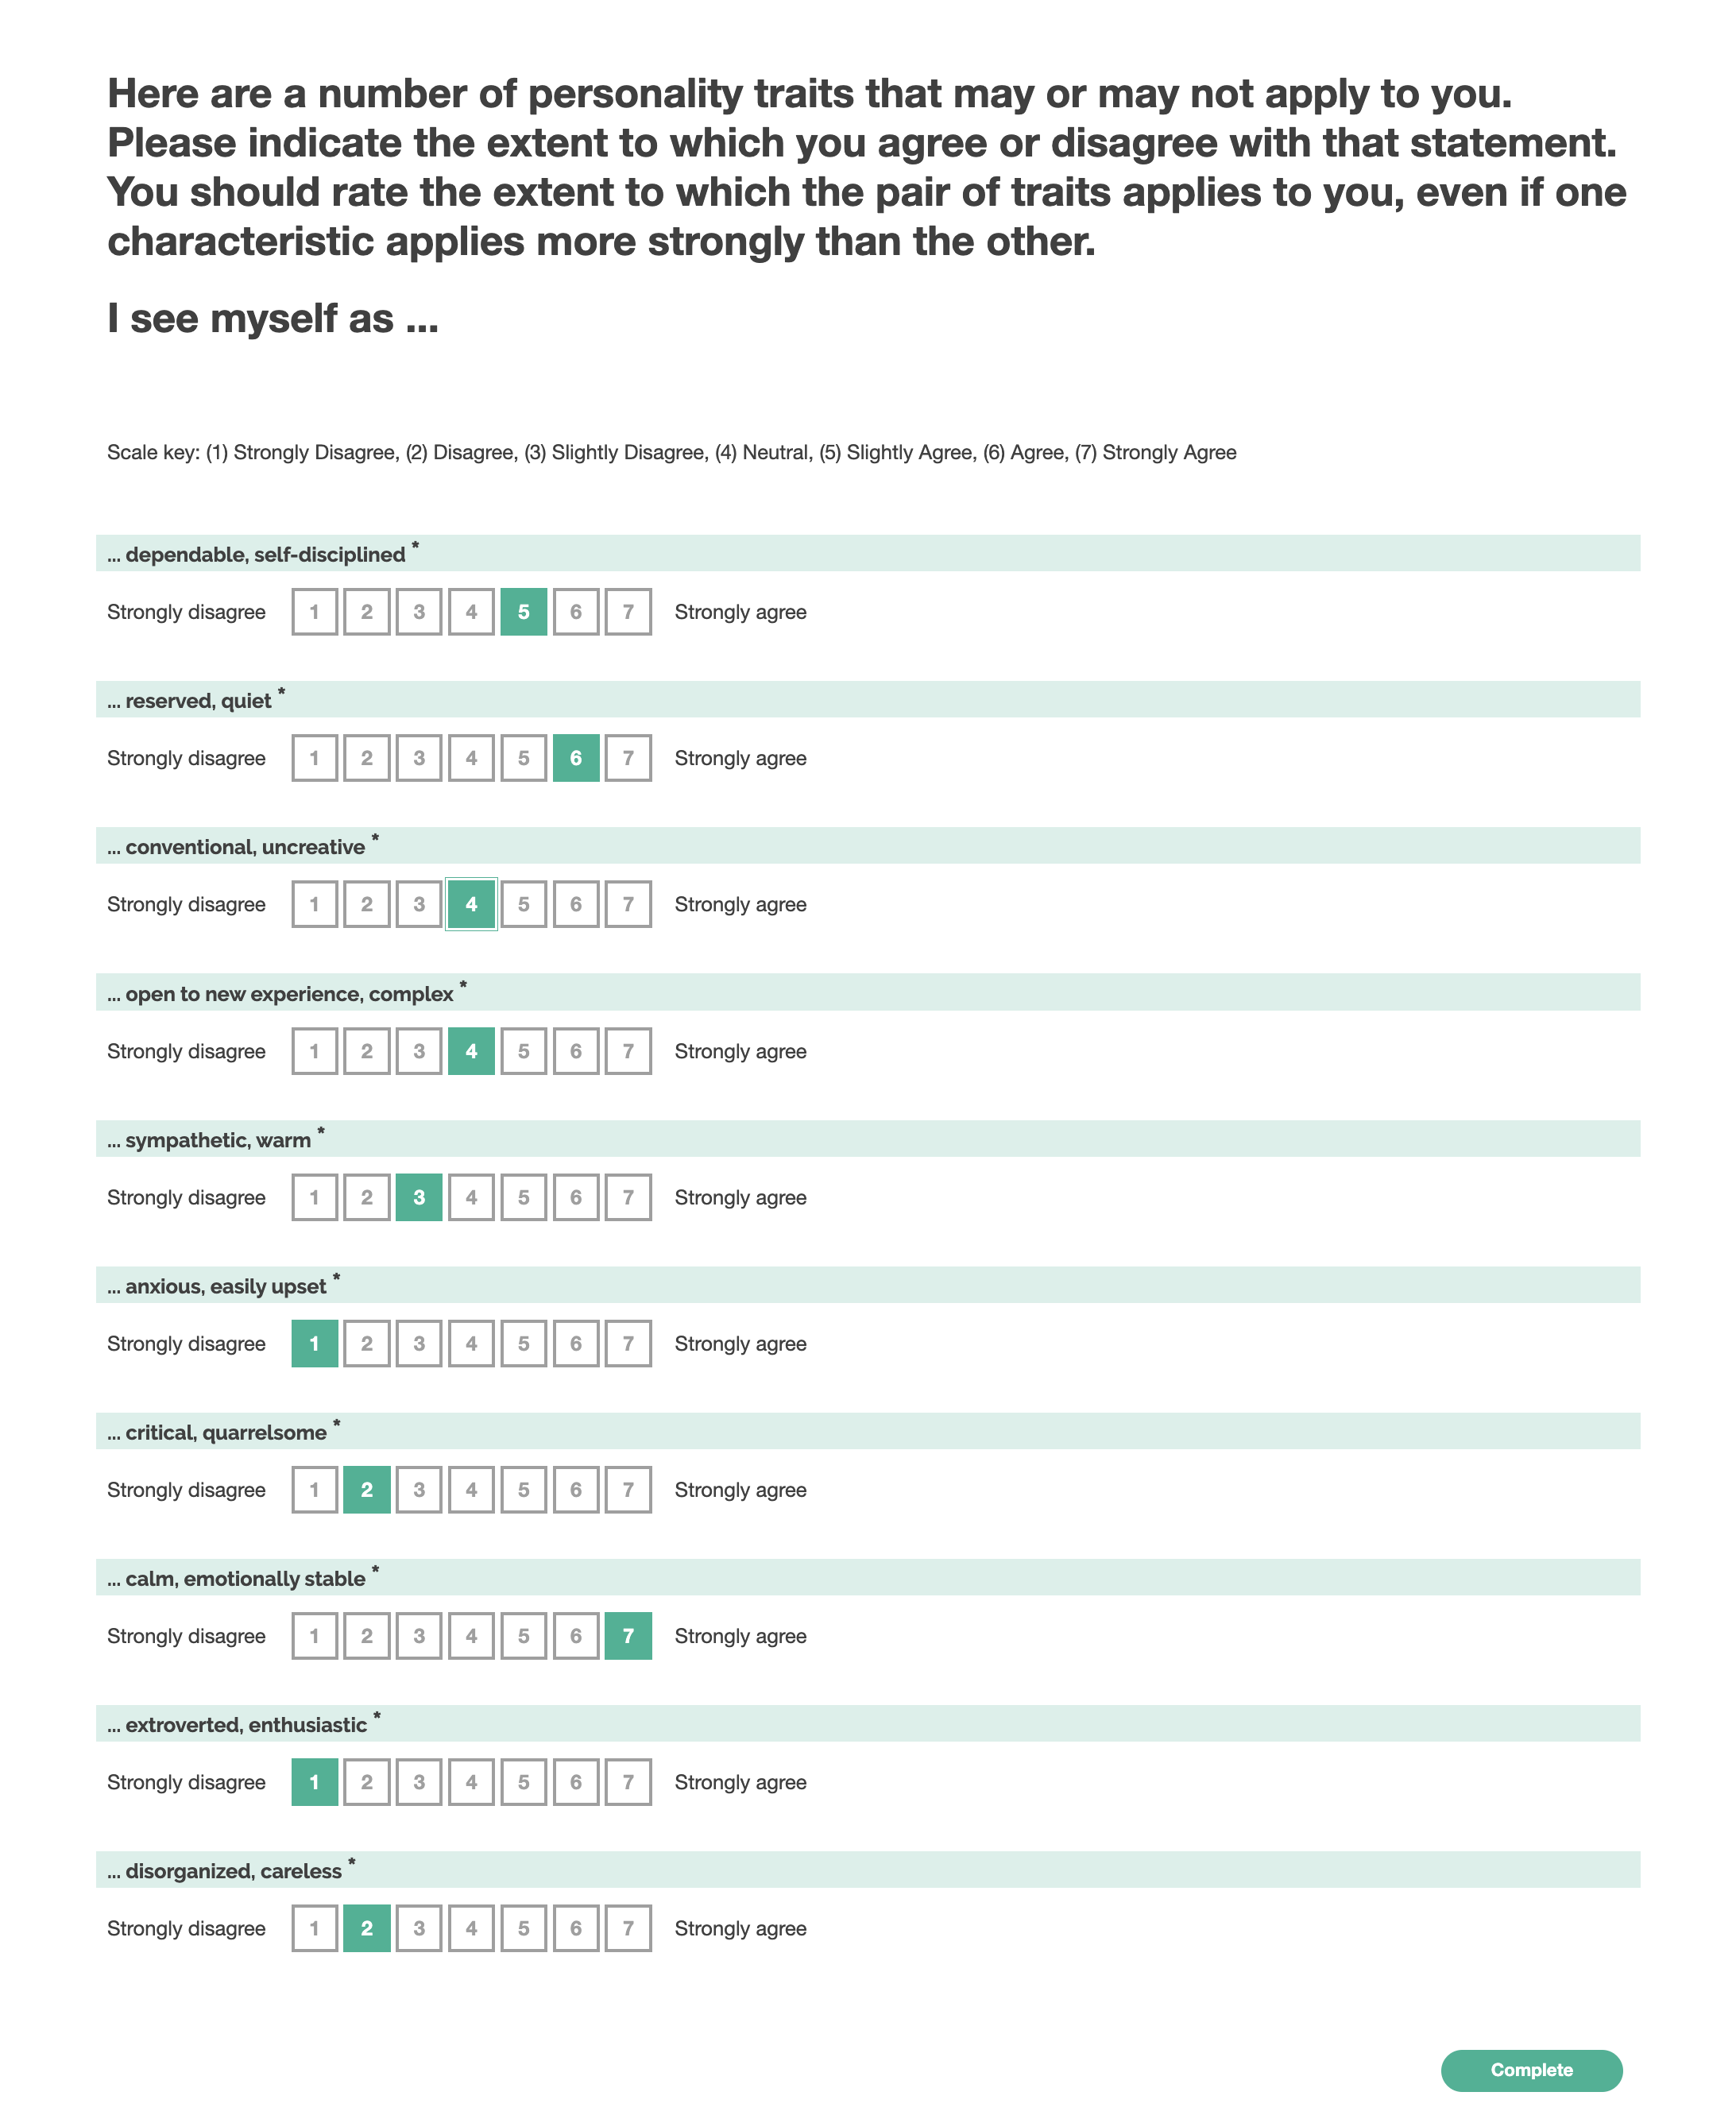 Here are a number of personality traits that may or may not apply to you.
Please indicate the extent to which you agree or disagree with that statement.
You should rate the extent to which the pair of traits applies to you, even if one
characteristic applies more strongly than the other.
I see myself as ...
Scale key: (1) Strongly Disagree, (2) Disagree, (3) Slightly Disagree, (4) Neutral, (5) Slightly Agree, (6) Agree, (7) Strongly Agree
... dependable, self-disciplined *
Strongly disagree 1 2 3 4 5 6 7 Strongly agree
... reserved, quiet *
Strongly disagree 1 2 3 4 5 6 7 Strongly agree
... conventional, uncreative *
Strongly disagree 1 2 3 4 5 6 7 Strongly agree
... open to new experience, complex *
Strongly disagree 1 2 3 4 5 6 7 Strongly agree
... sympathetic, warm *
Strongly disagree 1 2 3 4 5 6 7 Strongly agree
... anxious, easily upset *
Strongly disagree 1 2 3 4 5 6 7 Strongly agree
... critical, quarrelsome *
Strongly disagree 1 2 3 4 5 6 7 Strongly agree
... calm, emotionally stable *
Strongly disagree 1 2 3 4 5 6 7 Strongly agree
... extroverted, enthusiastic *
Strongly disagree 1 2 3 4 5 6 7 Strongly agree
... disorganized, careless *
Strongly disagree 1 2 3 4 5 6 7 Strongly agree
Complete